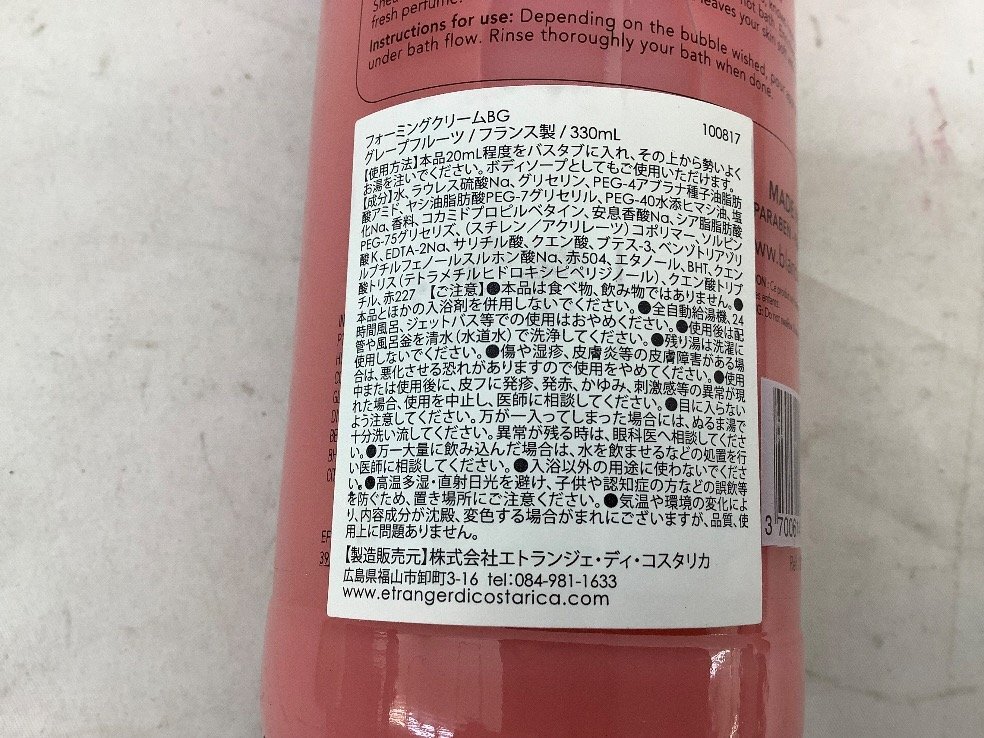 fresh perfume.
Instructions for use: Depending on the bubble wished, pour
under bath flow. Rinse thoroughly your bath when done.
フォーミングクリームBG 100817
グレープフルーツ / フランス製 / 330mL
【使用方法】本品20mL程度をバスタブに入れ、その上から勢いよく
お湯を注いでください。ボディソープとしてもご使用いただけます。
【成分】水、ラウレス硫酸Na、グリセリン、PEG-4アブラナ種子油脂肪
酸アミド、ヤシ油脂肪酸PEG-7グリセリル、PEG-40水添ヒマシ油、塩
化Na、香料、コカミドプロピルベタイン、安息香酸Na、シア脂脂肪酸
PEG-75グリセリズ、(スチレン/アクリレーツ)コポリマー、ソルビン
酸K、EDTA-2Na、サリチル酸、クエン酸、ブテス-3、ベンゾトリアゾリ
ルブチルフェノールスルホン酸Na、赤504、エタノール、BHT、クエン
酸トリス(テトラメチルヒドロキシピペリジノール)、クエン酸トリブ
チル、赤227 【ご注意】●本品は食べ物、飲み物ではありません。●
本品とほかの入浴剤を併用しないでください。●全自動給湯機、24
時間風呂、ジェットバス等での使用はおやめください。●使用後は配
管や風呂釜を清水(水道水)で洗浄してください。●残り湯は洗濯に
使用しないでください。●傷や湿疹、皮膚炎等の皮膚障害がある場
合は、悪化させる恐れがありますので使用をやめてください。●使用
中または使用後に、皮フに発疹、発赤、かゆみ、刺激感等の異常が現
れた場合、使用を中止し、医師に相談してください。●目に入らない
よう注意してください。万が一入ってしまった場合には、ぬるま湯で
十分洗い流してください。異常が残る時は、眼科医へ相談してくださ
い。●万一大量に飲み込んだ場合は、水を飲ませるなどの処置を行
い医師に相談してください。●入浴以外の用途に使わないでくださ
い。●高温多湿・直射日光を避け、子供や認知症の方などの誤飲等
を防ぐため、置き場所にご注意ください。●気温や環境の変化によ
り、内容成分が沈殿、変色する場合がまれにございますが、品質、使
用上に問題ありません。
【製造販売元】株式会社エトランジェ・ディ・コスタリカ
広島県福山市卸町3-16 tel:084-981-1633
www.etrangerdicostarica.com